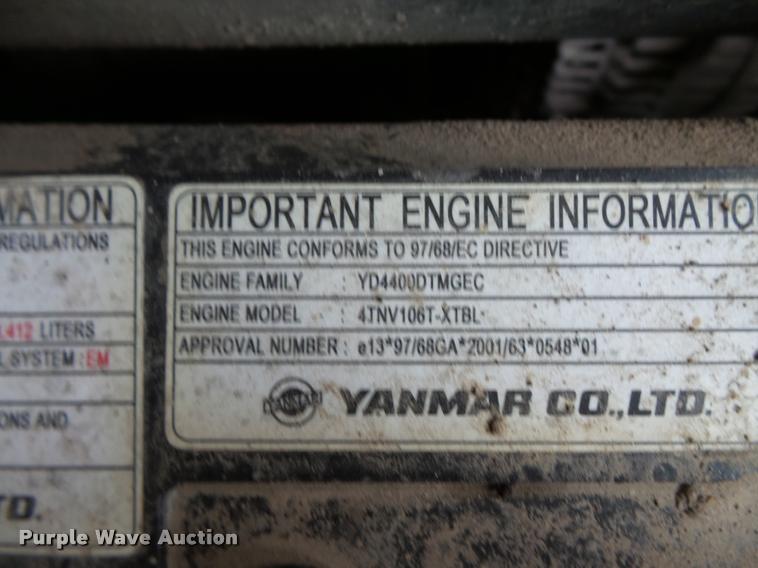 MATION
REGULATIONS
.412 LITERS
L SYSTEM : EM
ONS AND
TD.
IMPORTANT ENGINE INFORMATIO
THIS ENGINE CONFORMS TO 97/68/EC DIRECTIVE
ENGINE FAMILY : YD4400DTMGEC
ENGINE MODEL : 4TNV106T-XTBL
APPROVAL NUMBER : e13*97/68GA*2001/63*0548*01
YANMAR CO.,LTD.
Purple Wave Auction